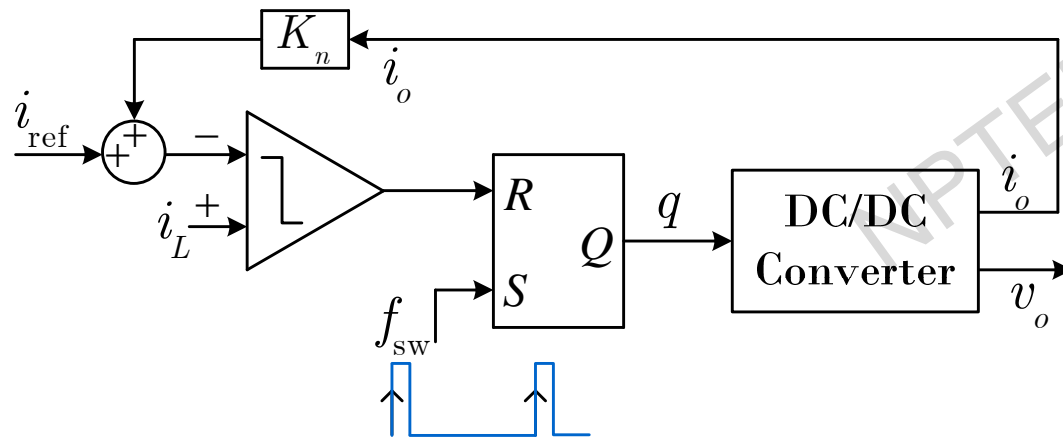 K_n
i_o
i_ref
+
+
−
+
i_L
R
S
Q
q
f_sw
DC/DC
Converter
i_o
v_o
NPTE